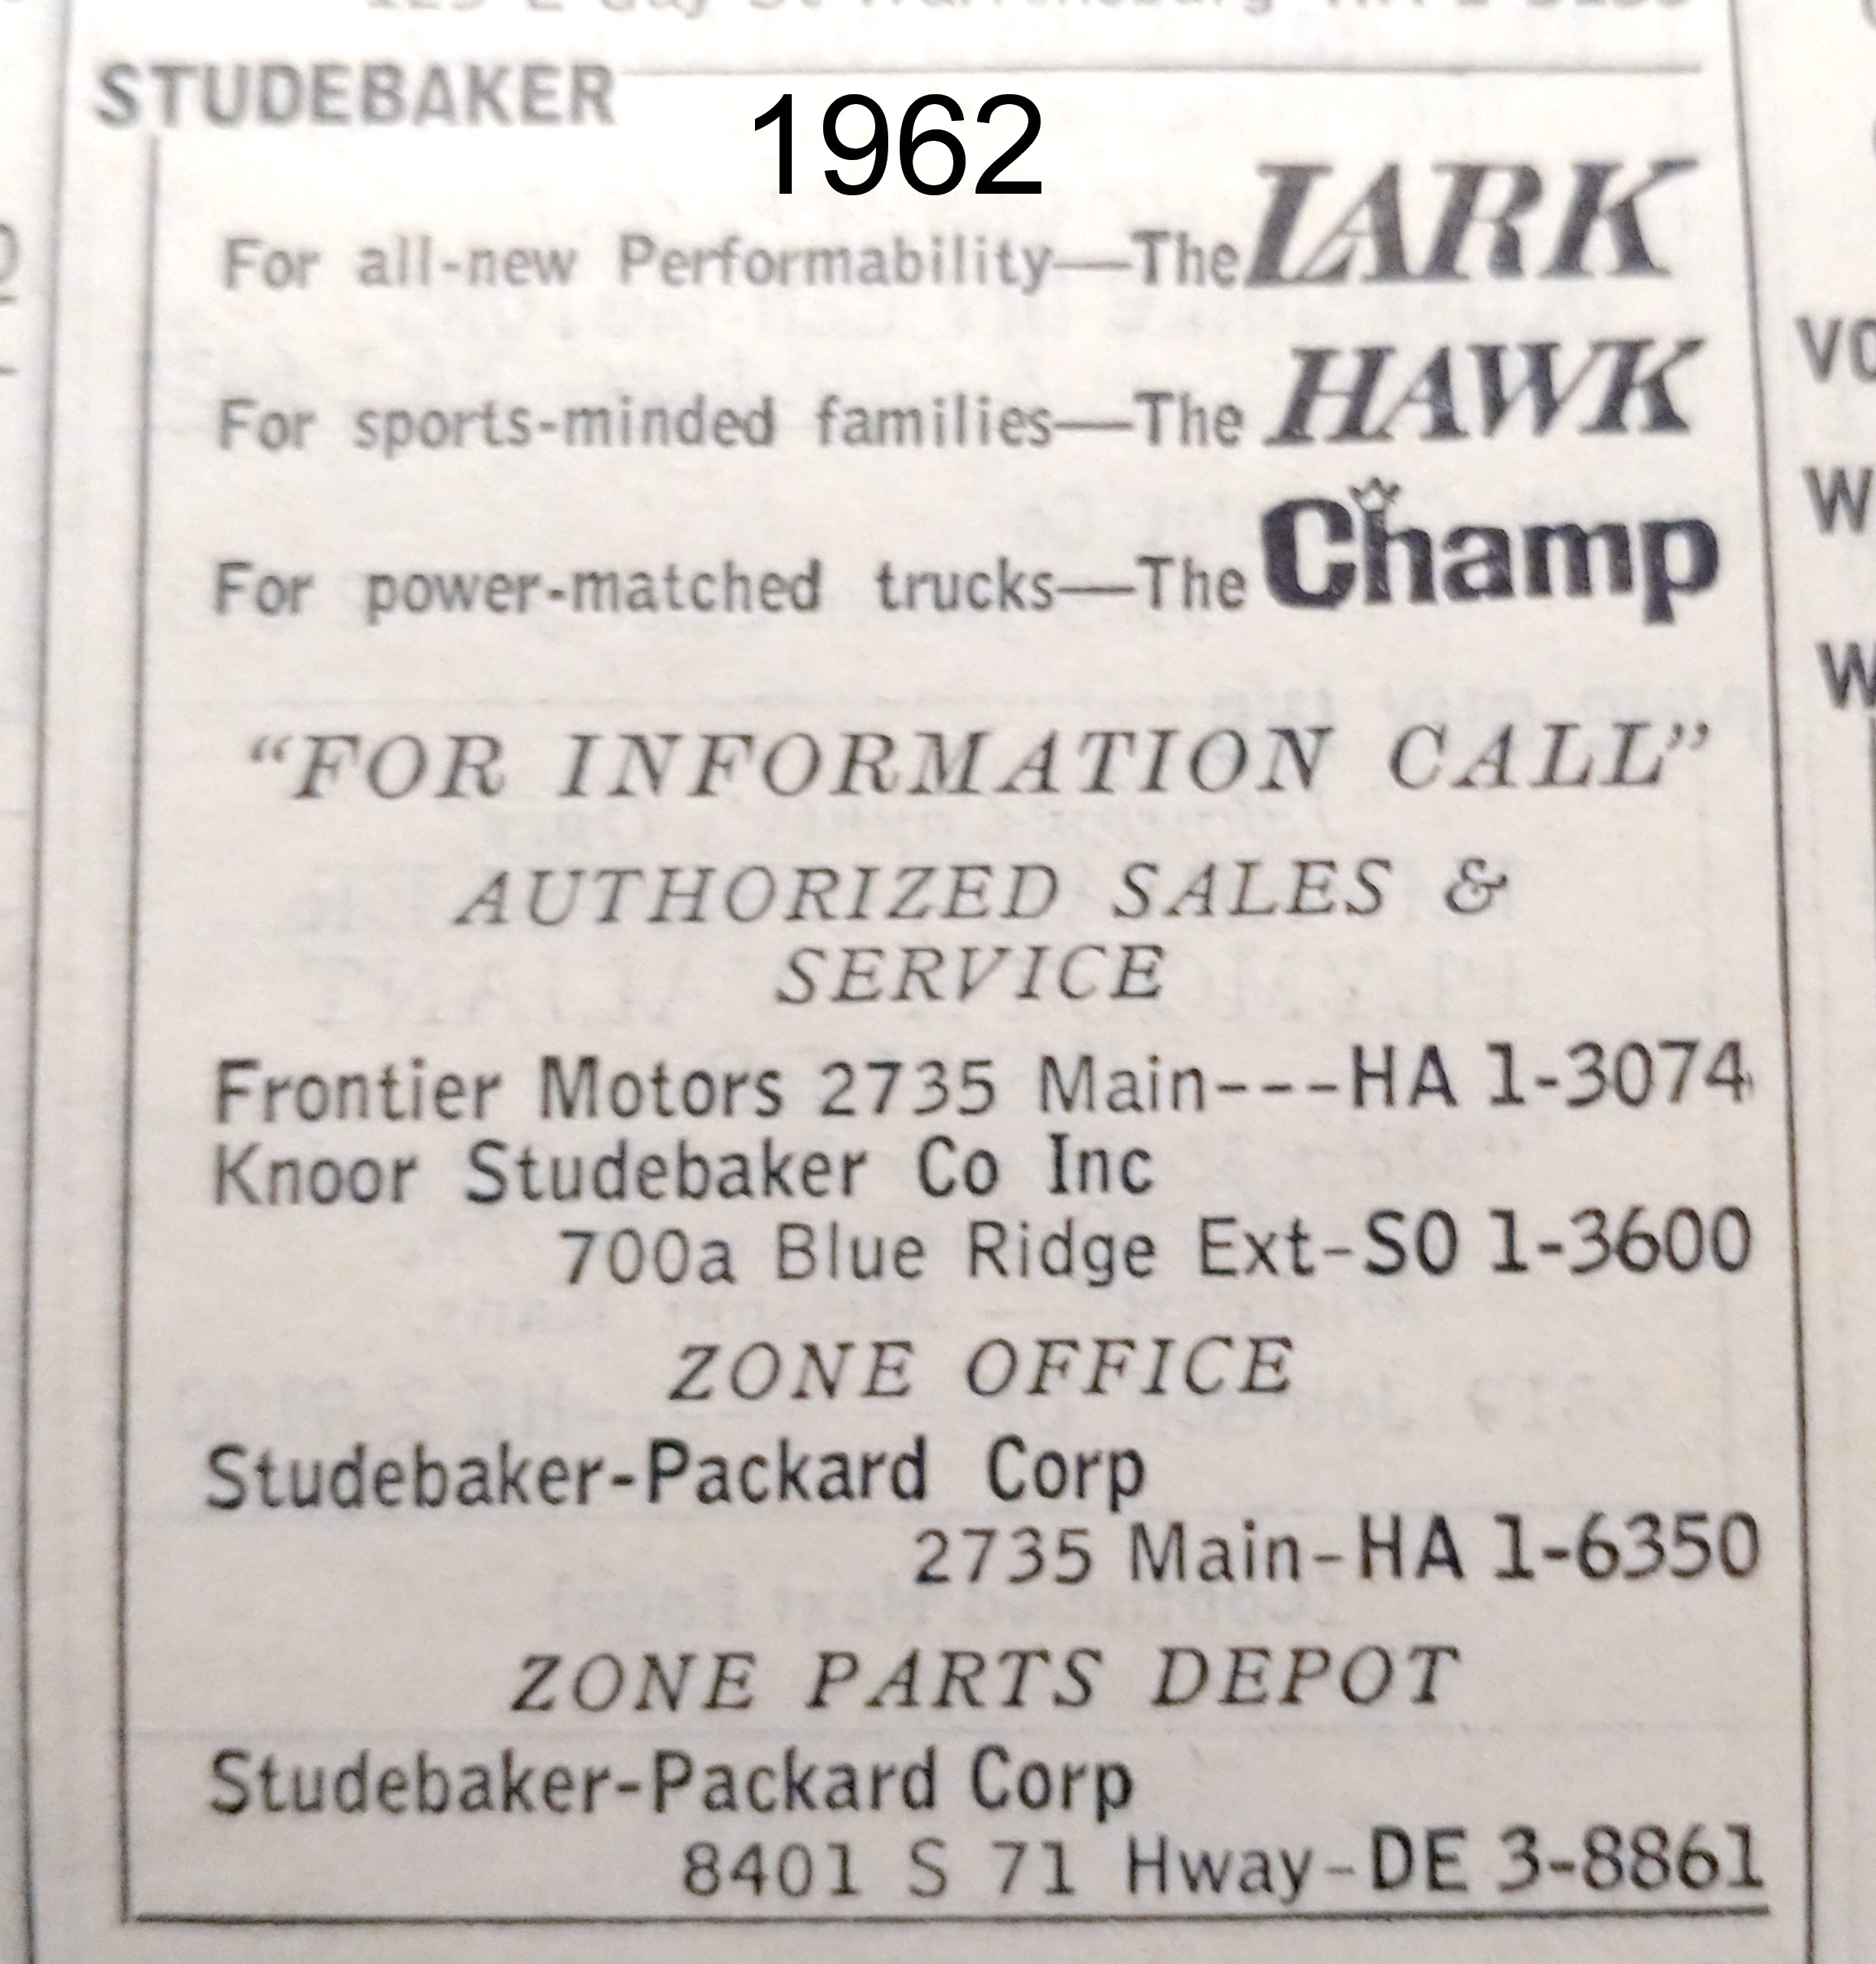 STUDEBAKER
1962
For all-new Performability—The LARK
For sports-minded families—The HAWK
For power-matched trucks—The Champ
“FOR INFORMATION CALL”
AUTHORIZED SALES &
SERVICE
Frontier Motors 2735 Main---HA 1-3074
Knoor Studebaker Co Inc
700a Blue Ridge Ext-SO 1-3600
ZONE OFFICE
Studebaker-Packard Corp
2735 Main-HA 1-6350
ZONE PARTS DEPOT
Studebaker-Packard Corp
8401 S 71 Hway-DE 3-8861